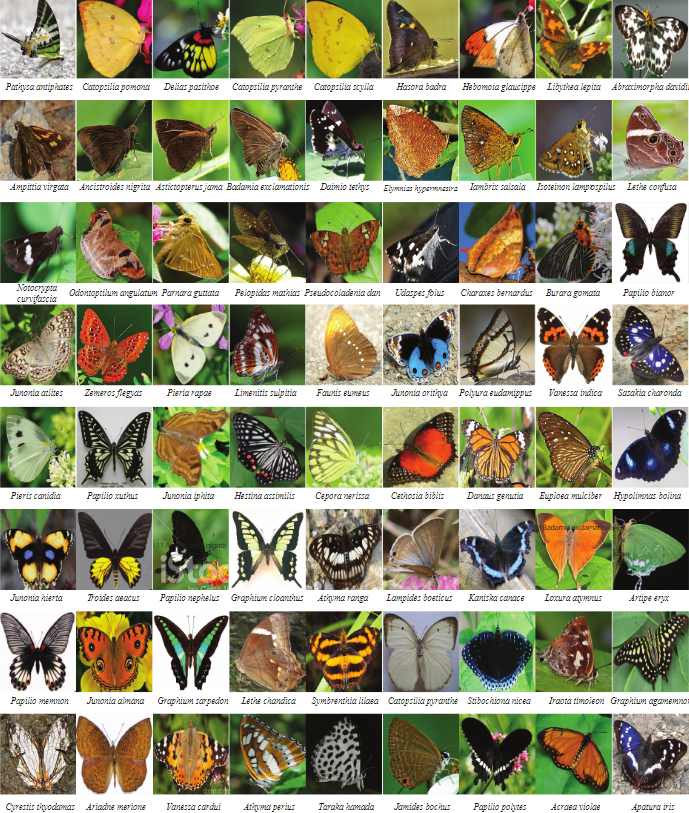 Pathysa antiphates
Catopsilia pomona
Delias pasithoe
Catopsilia pyranthe
Catopsilia scylla
Hasora badra
Hebomoia glaucippe
Libythea lepita
Abraximorpha davidii
Ampittia virgata
Ancistroides nigrita
Astictopterus jama
Badamia exclamationis
Daimio tethys
Elymnias hypermnestra
Iambrix salsala
Isoteinon lamprospilus
Lethe confusa
Notocrypta
curvifascia
Odontoptilum angulatum
Parnara guttata
Pelopidas mathias
Pseudocoladenia dan
Udaspes folus
Charaxes bernardus
Burara gomata
Papilio bianor
Junonia atlites
Zemeros flegyas
Pieria rapae
Limenitis sulpitia
Faunis eumeus
Junonia orithya
Polyura eudamippus
Vanessa indica
Sasakia charonda
Pieris canidia
Papilio xuthus
Junonia iphita
Hestina assimilis
Cepora nerissa
Cethosia biblis
Danaus genutia
Euploea mulciber
Hypolimnas bolina
iSto
Badamia exclamat
Junonia hierta
Troides aeacus
Papilio nephelus
Graphium cloanthus
Athyma ranga
Lampides boeticus
Kaniska canace
Loxura atymnus
Artipe eryx
Papilio memnon
Junonia almana
Graphium sarpedon
Lethe chandica
Symbrenthia lilaea
Catopsilia pyranthe
Stibochiona nicea
Iraota timoleon
Graphium agamemnon
Cyrestis thyodamas
Ariadne merione
Vanessa cardui
Athyma perius
Taraka hamada
Jamides bochus
Papilio polytes
Acraea violae
Apatura iris